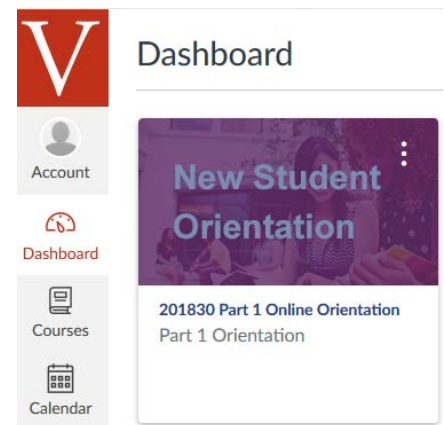 V
Dashboard
Account
Dashboard
Courses
Calendar
New Student
Orientation
201830 Part 1 Online Orientation
Part 1 Orientation